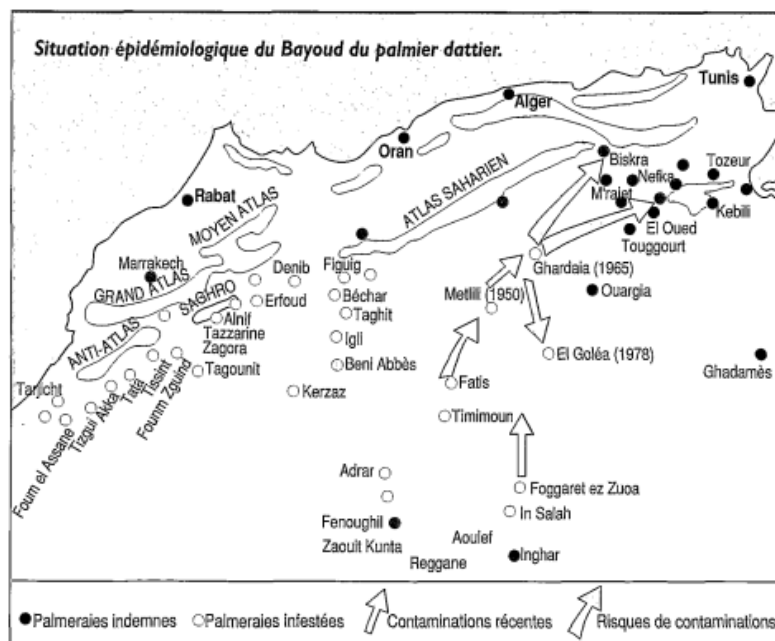 Situation épidémiologique du Bayoud du palmier dattier.
Tunis
Alger
Oran
Biskra
Tozeur
Nefka
M'raïet
Rabat
ATLAS SAHARIEN
MOYEN ATLAS
Kebili
El Oued
Touggourt
Marrakech
Denib
Figuig
Ghardaia (1965)
GRAND ATLAS
SAGHRO
Erfoud
Béchar
Metlili (1950)
Ouargia
Taghit
Alnif
Tazzarine
Zagora
Igli
ANTI-ATLAS
El Goléa (1978)
Beni Abbès
Ghadamès
Tagounit
Tarjicht
Kerzaz
Fatis
Foum el Assane
Tizgui
Akka
Tata
Tissint
Founm Zguind
Timimoun
Adrar
Foggaret ez Zuoa
In Salah
Fenoughil
Zaouit Kunta
Aoulef
Reggane
Inghar
Palmeraies indemnes
Palmeraies infestées
Contaminations récentes
Risques de contaminations